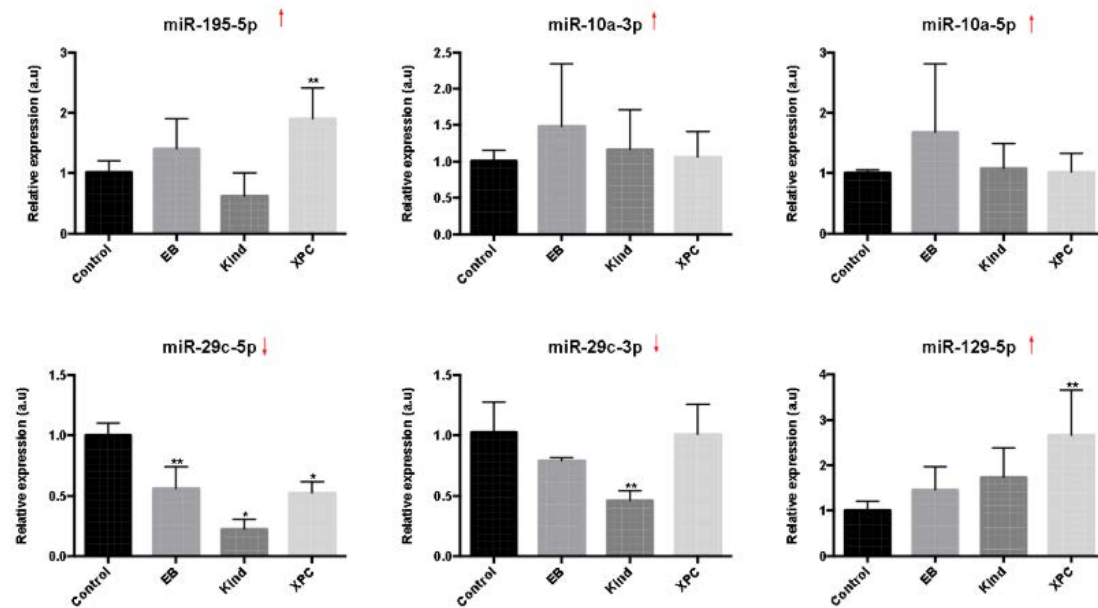 miR-195-5p ↑
Relative expression (a.u)
3
2
1
0
**
Control
EB
Kind
XPC
miR-10a-3p ↑
Relative expression (a.u)
2.5
2.0
1.5
1.0
0.5
0.0
Control
EB
Kind
XPC
miR-10a-5p ↑
Relative expression (a.u)
3
2
1
0
Control
EB
Kind
XPC
miR-29c-5p ↓
Relative expression (a.u)
1.5
1.0
0.5
0.0
**
*
*
Control
EB
Kind
XPC
miR-29c-3p ↓
Relative expression (a.u)
1.5
1.0
0.5
0.0
**
Control
EB
Kind
XPC
miR-129-5p ↑
Relative expression (a.u)
4
3
2
1
0
**
Control
EB
Kind
XPC